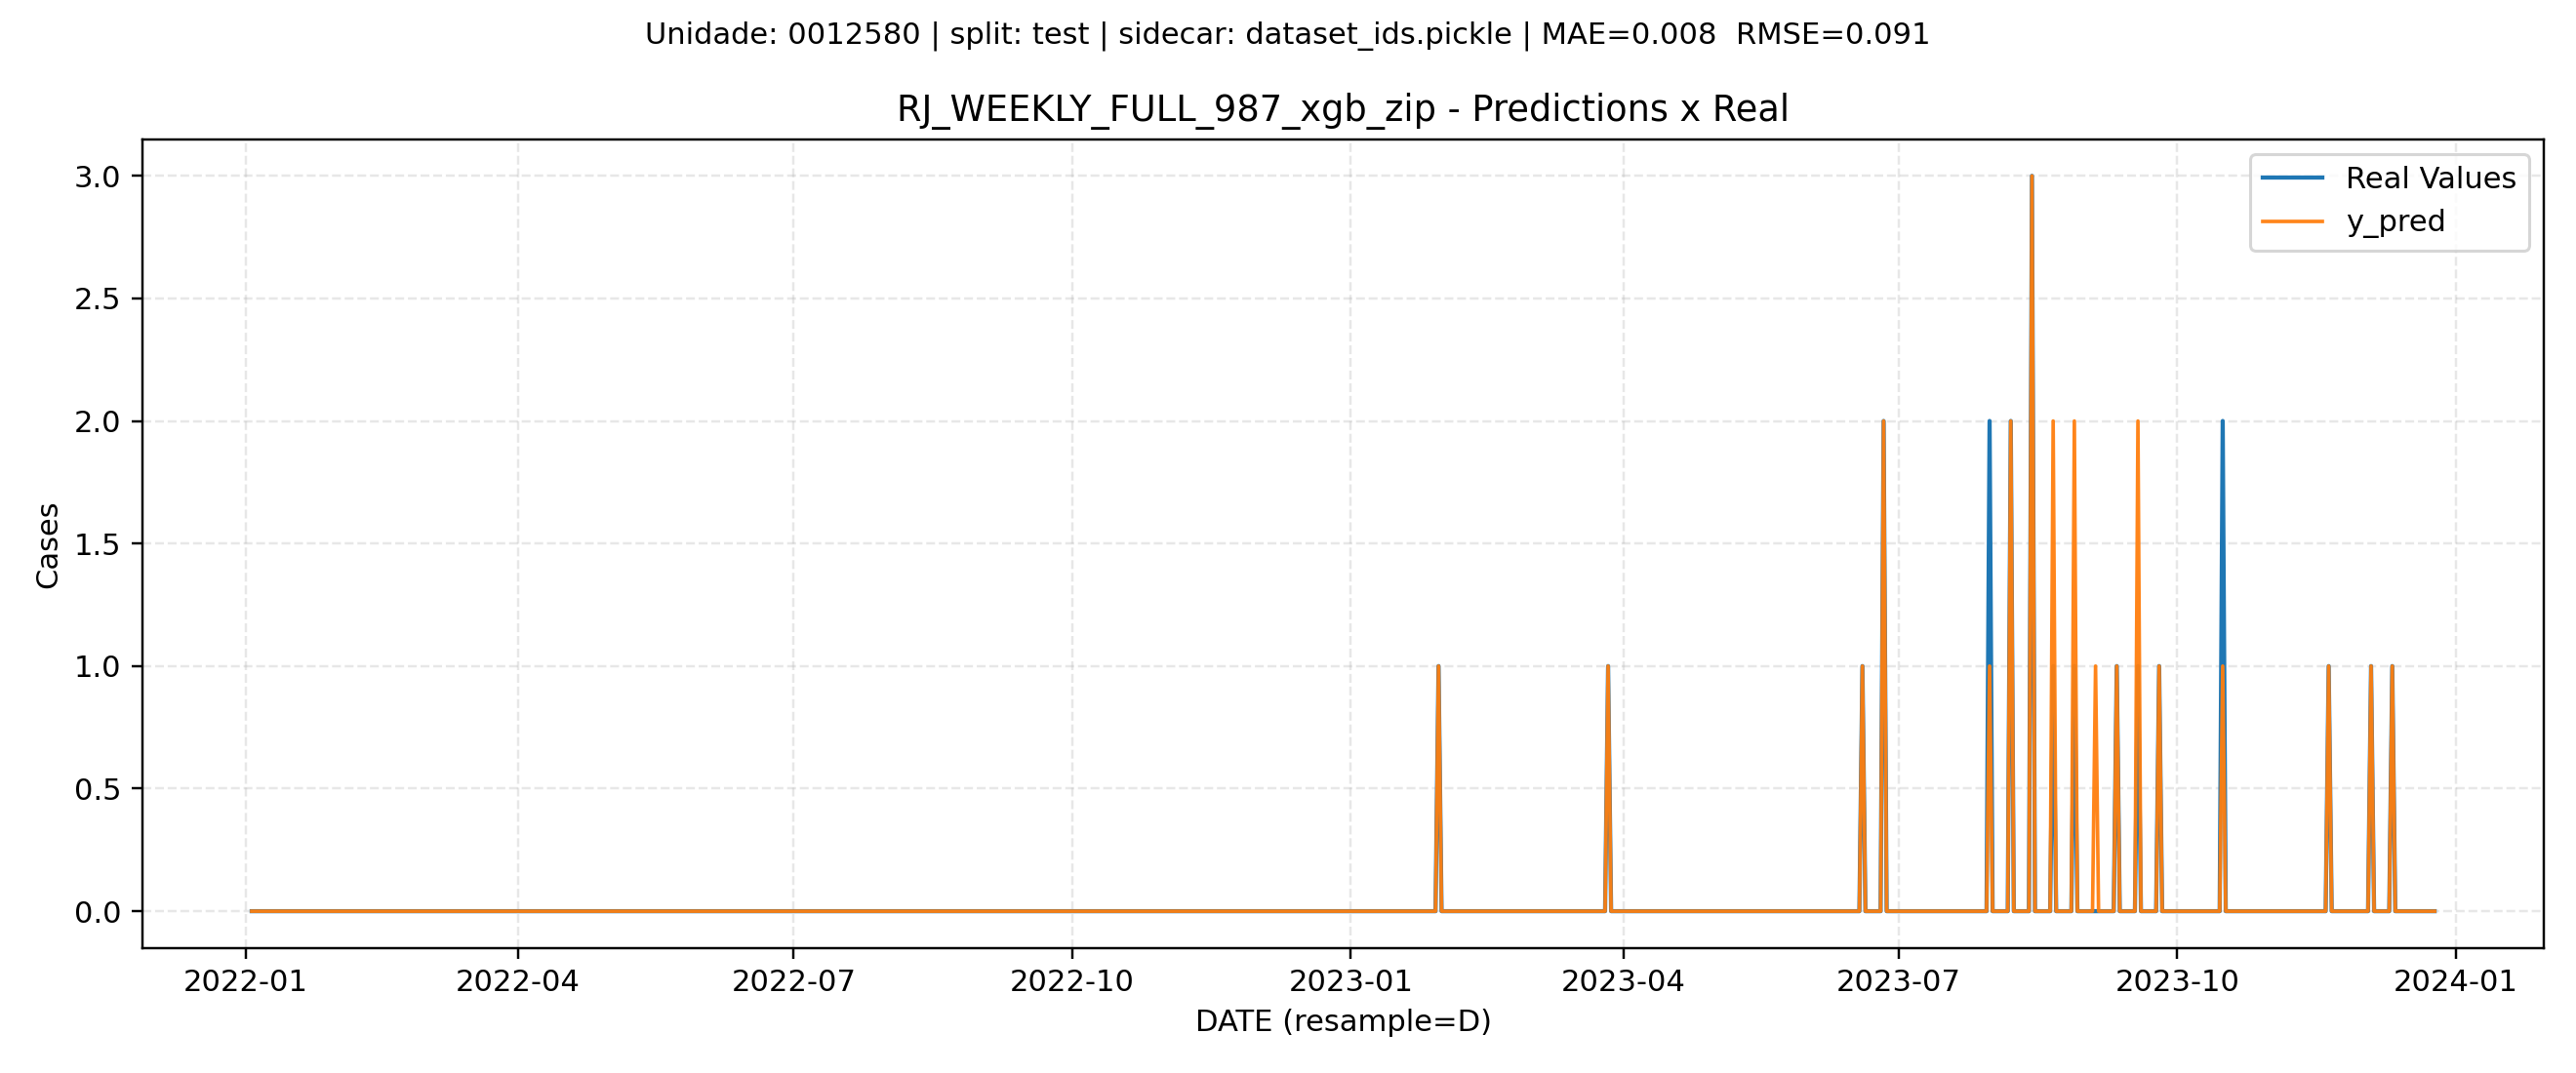 Unidade: 0012580 | split: test | sidecar: dataset_ids.pickle | MAE=0.008  RMSE=0.091
RJ_WEEKLY_FULL_987_xgb_zip - Predictions x Real
Real Values
y_pred
Cases
3.0
2.5
2.0
1.5
1.0
0.5
0.0
2022-01
2022-04
2022-07
2022-10
2023-01
2023-04
2023-07
2023-10
2024-01
DATE (resample=D)